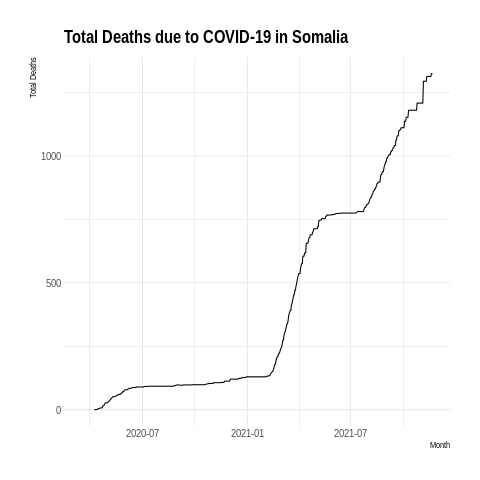 Total Deaths due to COVID-19 in Somalia
Total Deaths
1000
500
0
2020-07 2021-01 2021-07
Month